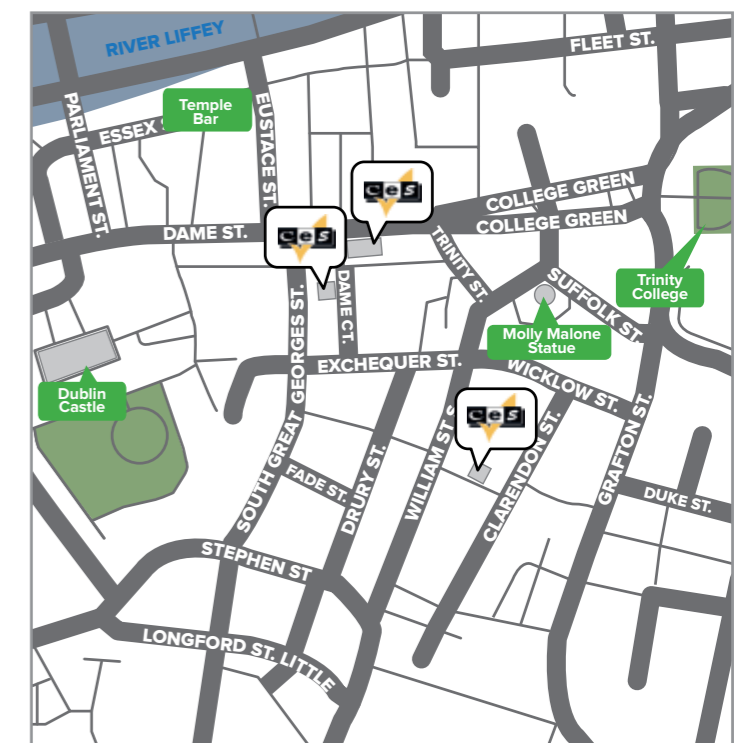 RIVER LIFFEY
FLEET ST.
PARLIAMENT ST.
ESSEX
Temple
Bar
EUSTACE ST.
ces
COLLEGE GREEN
COLLEGE GREEN
DAME ST.
ces
TRINITY ST.
DAME CT.
SUFFOLK ST.
Trinity
College
Molly Malone
Statue
SOUTH GREAT GEORGES ST.
EXCHEQUER ST.
WICKLOW ST.
Dublin
Castle
ces
WILLIAM ST
CLARENDON ST.
GRAFTON ST.
FADE ST.
DRURY ST.
DUKE ST.
STEPHEN ST
LONGFORD ST. LITTLE